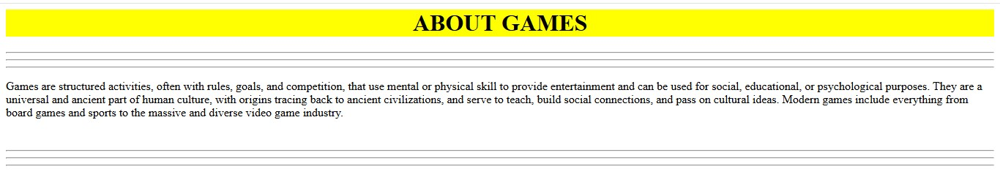 ABOUT GAMES
Games are structured activities, often with rules, goals, and competition, that use mental or physical skill to provide entertainment and can be used for social, educational, or psychological purposes. They are a
universal and ancient part of human culture, with origins tracing back to ancient civilizations, and serve to teach, build social connections, and pass on cultural ideas. Modern games include everything from
board games and sports to the massive and diverse video game industry.